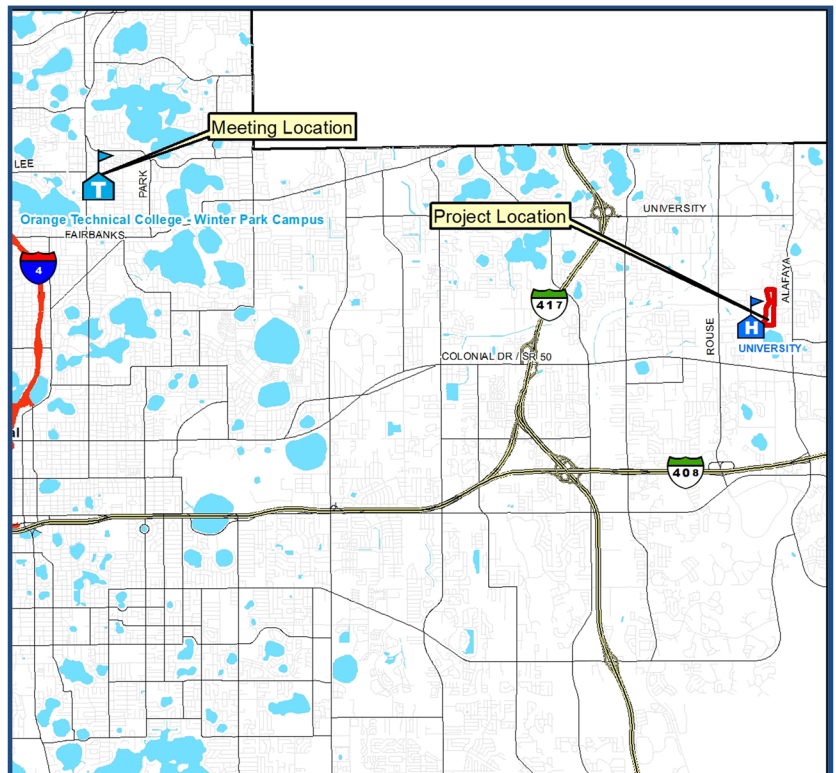 Meeting Location
LEE
T
PARK
Orange Technical College - Winter Park Campus
FAIRBANKS
4
Project Location
UNIVERSITY
ALAFAYA
417
ROUSE
H
UNIVERSITY
COLONIAL DR / SR 50
al
408